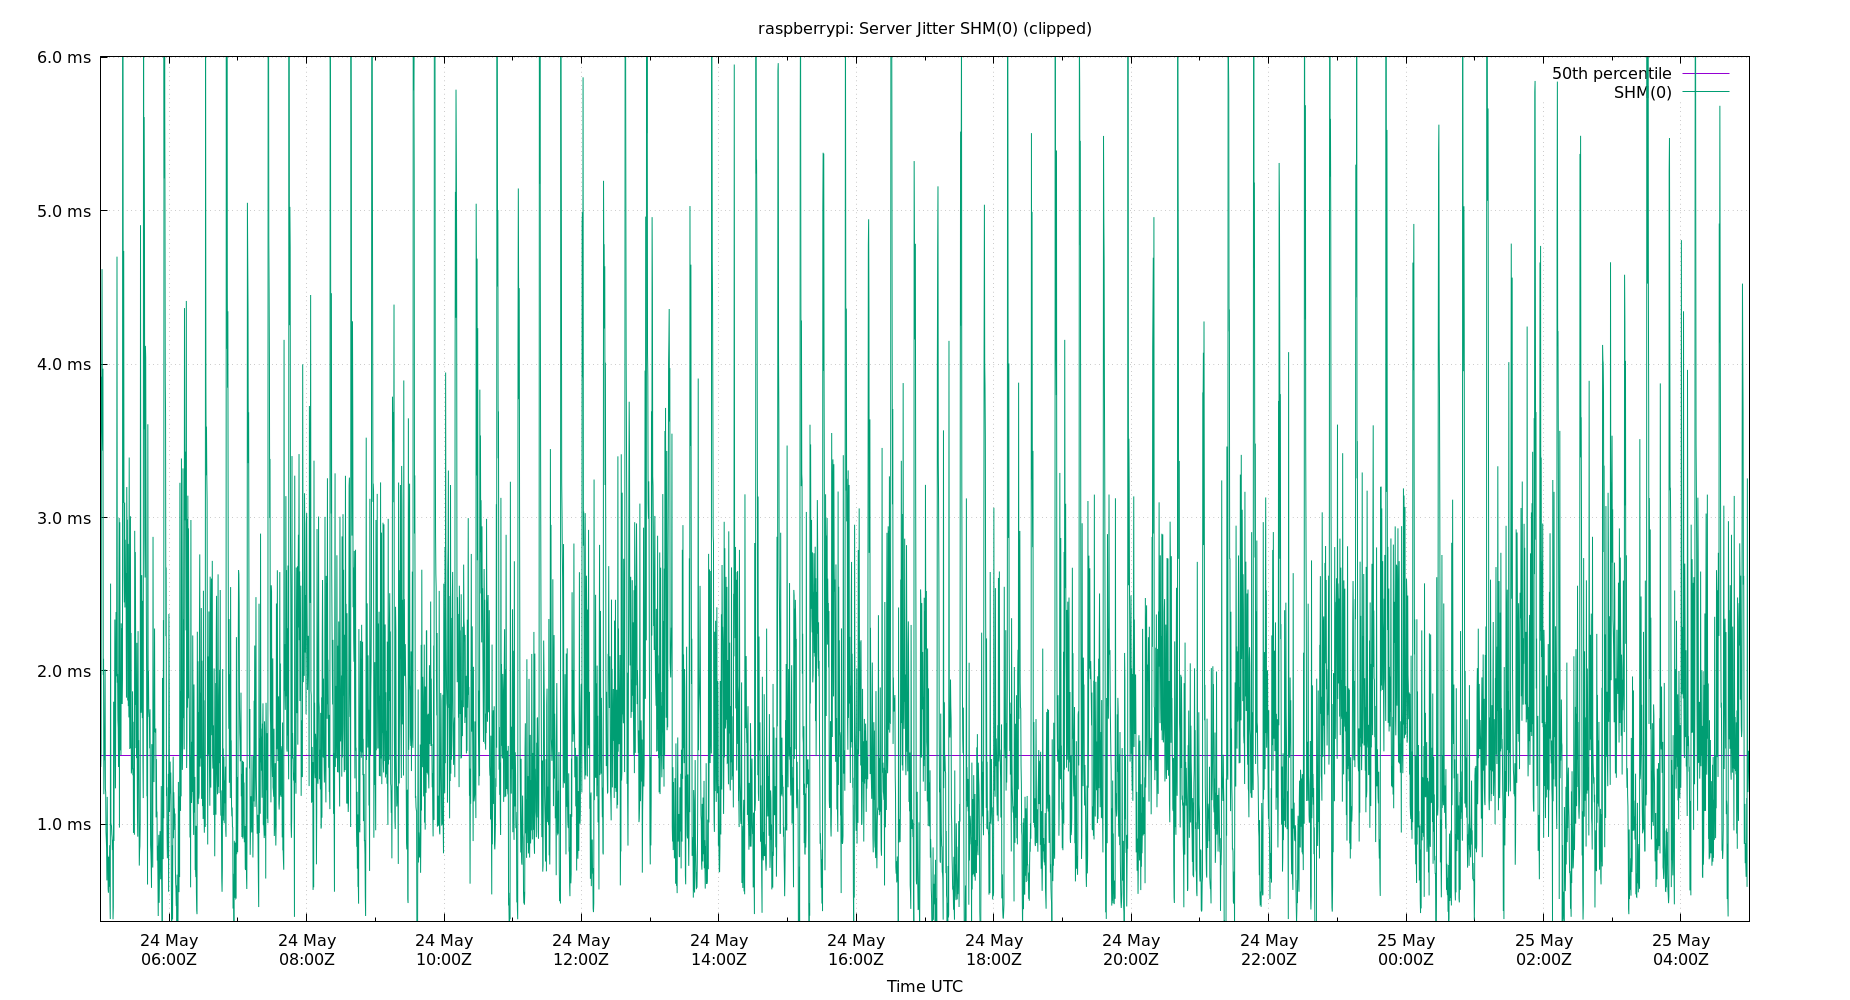 raspberrypi: Server Jitter SHM(0) (clipped)
6.0 ms
5.0 ms
4.0 ms
3.0 ms
2.0 ms
1.0 ms
50th percentile
SHM(0)
24 May 24 May 24 May 24 May 24 May 24 May 24 May 24 May 24 May 25 May 25 May 25 May
06:00Z 08:00Z 10:00Z 12:00Z 14:00Z 16:00Z 18:00Z 20:00Z 22:00Z 00:00Z 02:00Z 04:00Z
Time UTC